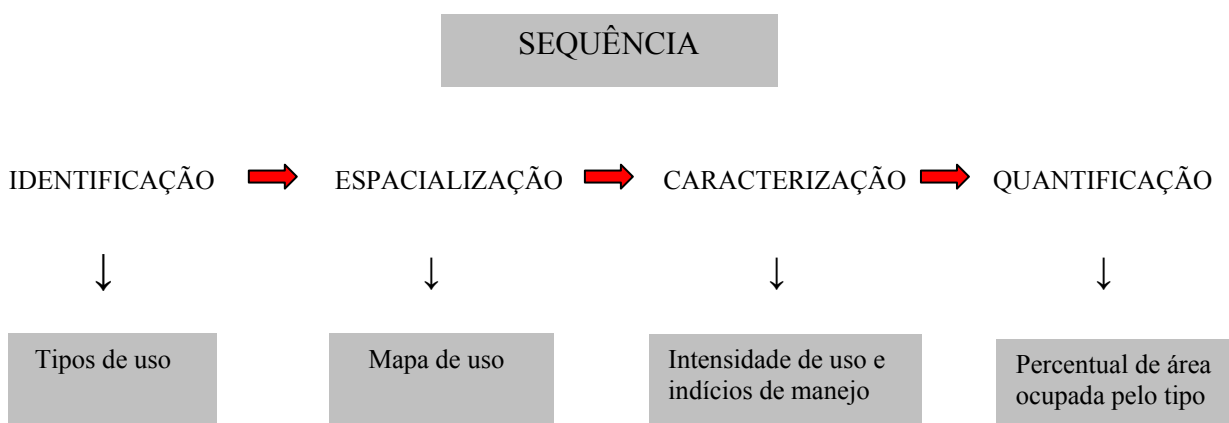 SEQUÊNCIA
IDENTIFICAÇÃO
ESPACIALIZAÇÃO
CARACTERIZAÇÃO
QUANTIFICAÇÃO
Tipos de uso
Mapa de uso
Intensidade de uso e
indícios de manejo
Percentual de área
ocupada pelo tipo